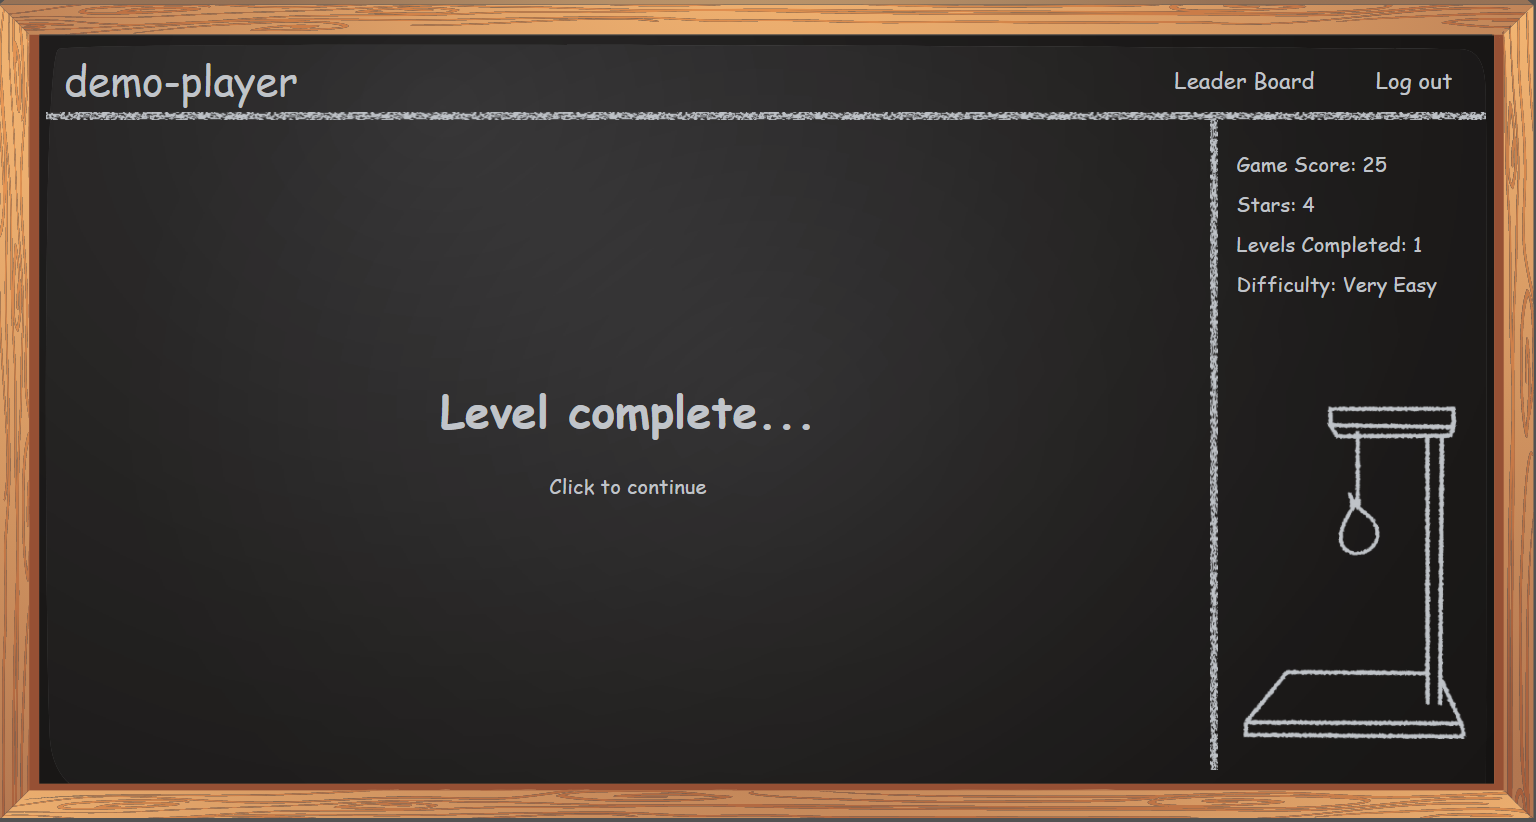 demo-player
Leader Board
Log out
Game Score: 25
Stars: 4
Levels Completed: 1
Difficulty: Very Easy
Level complete...
Click to continue